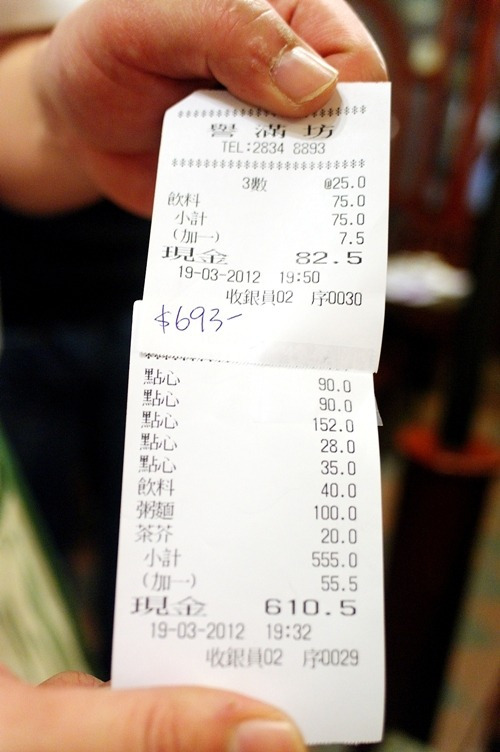 譽滿坊
TEL:2834 8893
3數 @25.0
飲料 75.0
小計 75.0
(加一) 7.5
現金 82.5
19-03-2012 19:50
收銀員02 序0030
$693-
點心 90.0
點心 90.0
點心 152.0
點心 28.0
點心 35.0
飲料 40.0
粥麵 100.0
茶芥 20.0
小計 555.0
(加一) 55.5
現金 610.5
19-03-2012 19:32
收銀員02 序0029